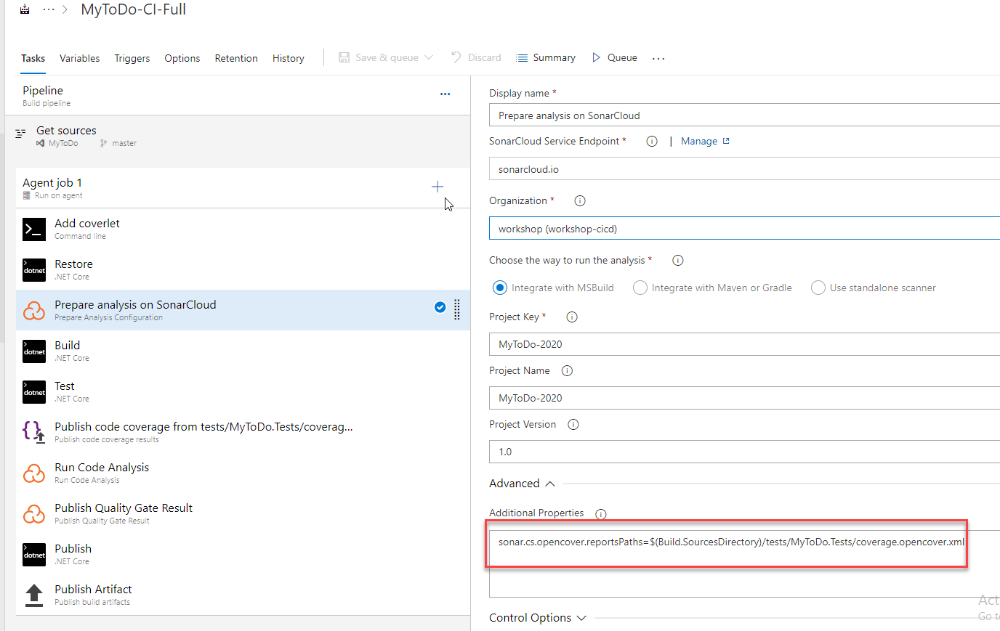 ··· > MyToDo-CI-Full
Tasks Variables Triggers Options Retention History Save & queue Discard Summary Queue ···
Pipeline ···
Build pipeline
Get sources
MyToDo master
Agent job 1
Run on agent
Add coverlet
Command line
dotnet Restore
.NET Core
Prepare analysis on SonarCloud
Prepare Analysis Configuration
dotnet Build
.NET Core
dotnet Test
.NET Core
Publish code coverage from tests/MyToDo.Tests/coverag...
Publish code coverage results
Run Code Analysis
Run Code Analysis
Publish Quality Gate Result
Publish Quality Gate Result
dotnet Publish
.NET Core
Publish Artifact
Publish build artifacts
Display name *
Prepare analysis on SonarCloud
SonarCloud Service Endpoint * | Manage
sonarcloud.io
Organization *
workshop (workshop-cicd)
Choose the way to run the analysis *
Integrate with MSBuild Integrate with Maven or Gradle Use standalone scanner
Project Key *
MyToDo-2020
Project Name
MyToDo-2020
Project Version
1.0
Advanced
Additional Properties
sonar.cs.opencover.reportsPaths=$(Build.SourcesDirectory)/tests/MyToDo.Tests/coverage.opencover.xml
Control Options
Act
Go t